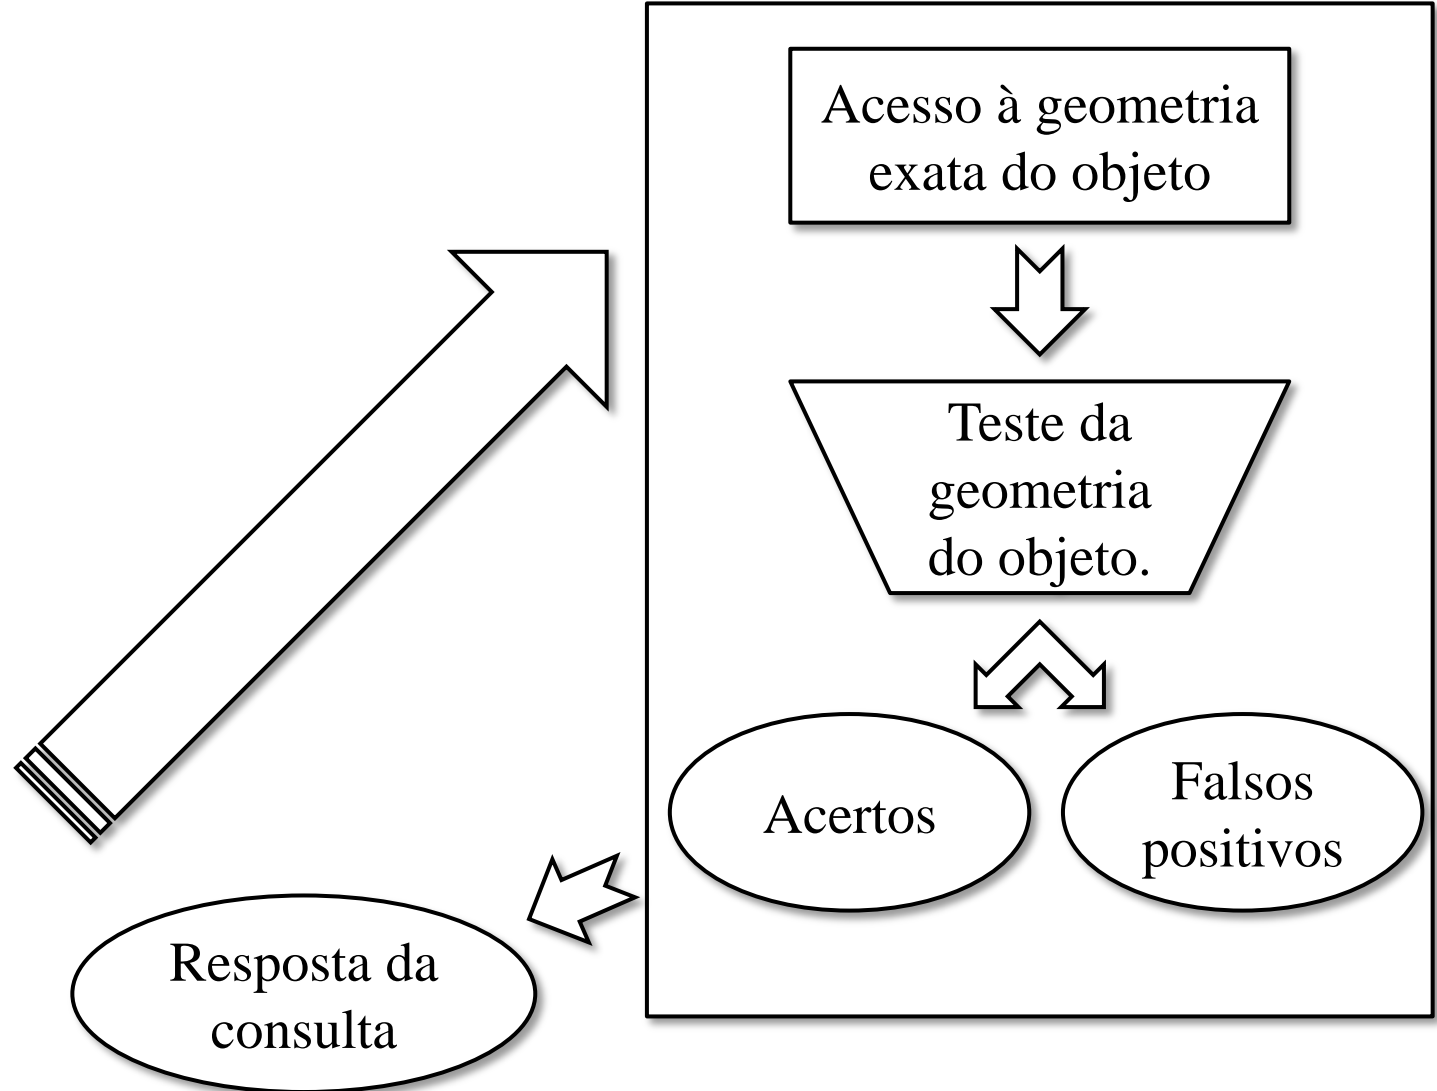 Acesso à geometria
exata do objeto
Teste da
geometria
do objeto.
Acertos
Falsos
positivos
Resposta da
consulta